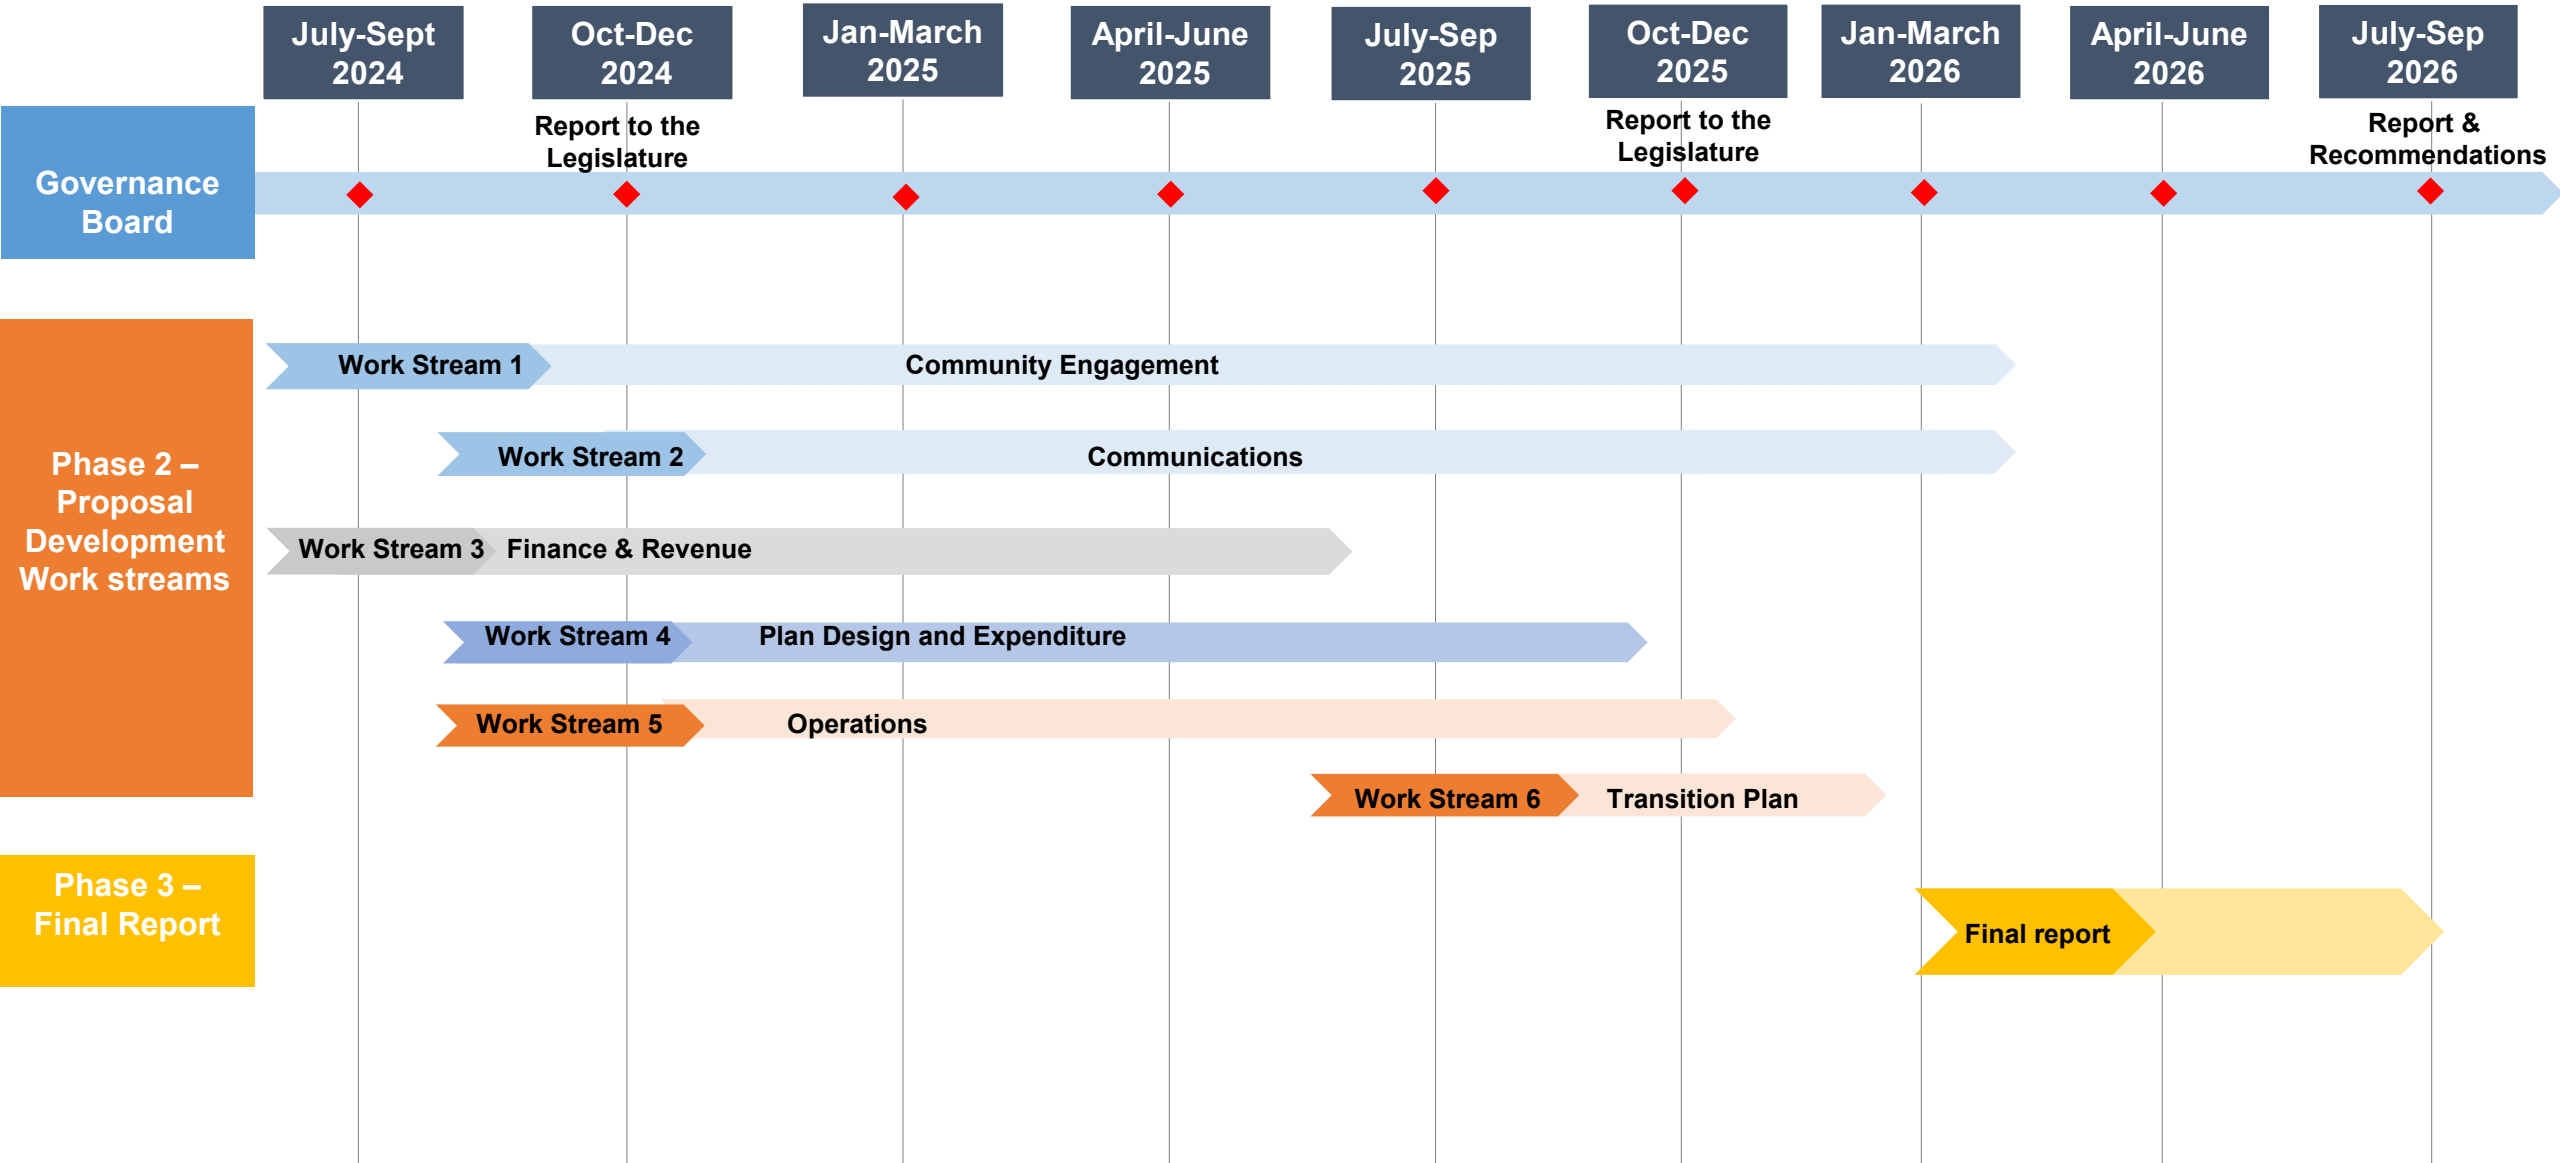 July-Sept
2024
Oct-Dec
2024
Jan-March
2025
April-June
2025
July-Sep
2025
Oct-Dec
2025
Jan-March
2026
April-June
2026
July-Sep
2026
Report to the
Legislature
Report to the
Legislature
Report &
Recommendations
Governance
Board
Phase 2 –
Proposal
Development
Work streams
Work Stream 1
Community Engagement
Work Stream 2
Communications
Work Stream 3
Finance & Revenue
Work Stream 4
Plan Design and Expenditure
Work Stream 5
Operations
Work Stream 6
Transition Plan
Phase 3 –
Final Report
Final report